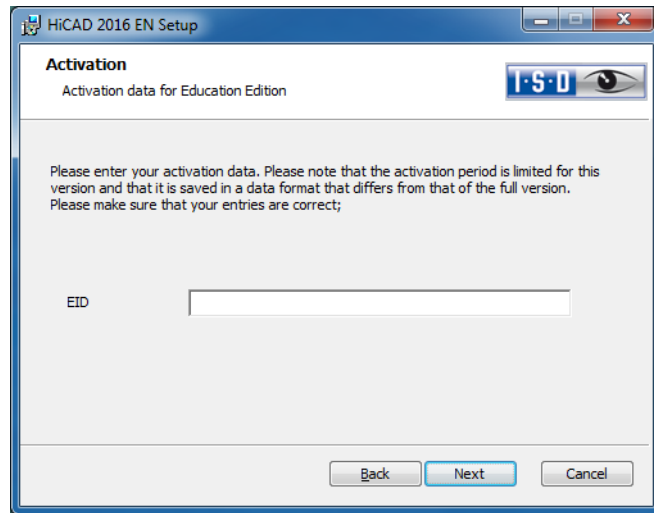 HiCAD 2016 EN Setup
Activation
Activation data for Education Edition
I·S·D
Please enter your activation data. Please note that the activation period is limited for this
version and that it is saved in a data format that differs from that of the full version.
Please make sure that your entries are correct;
EID
Back
Next
Cancel